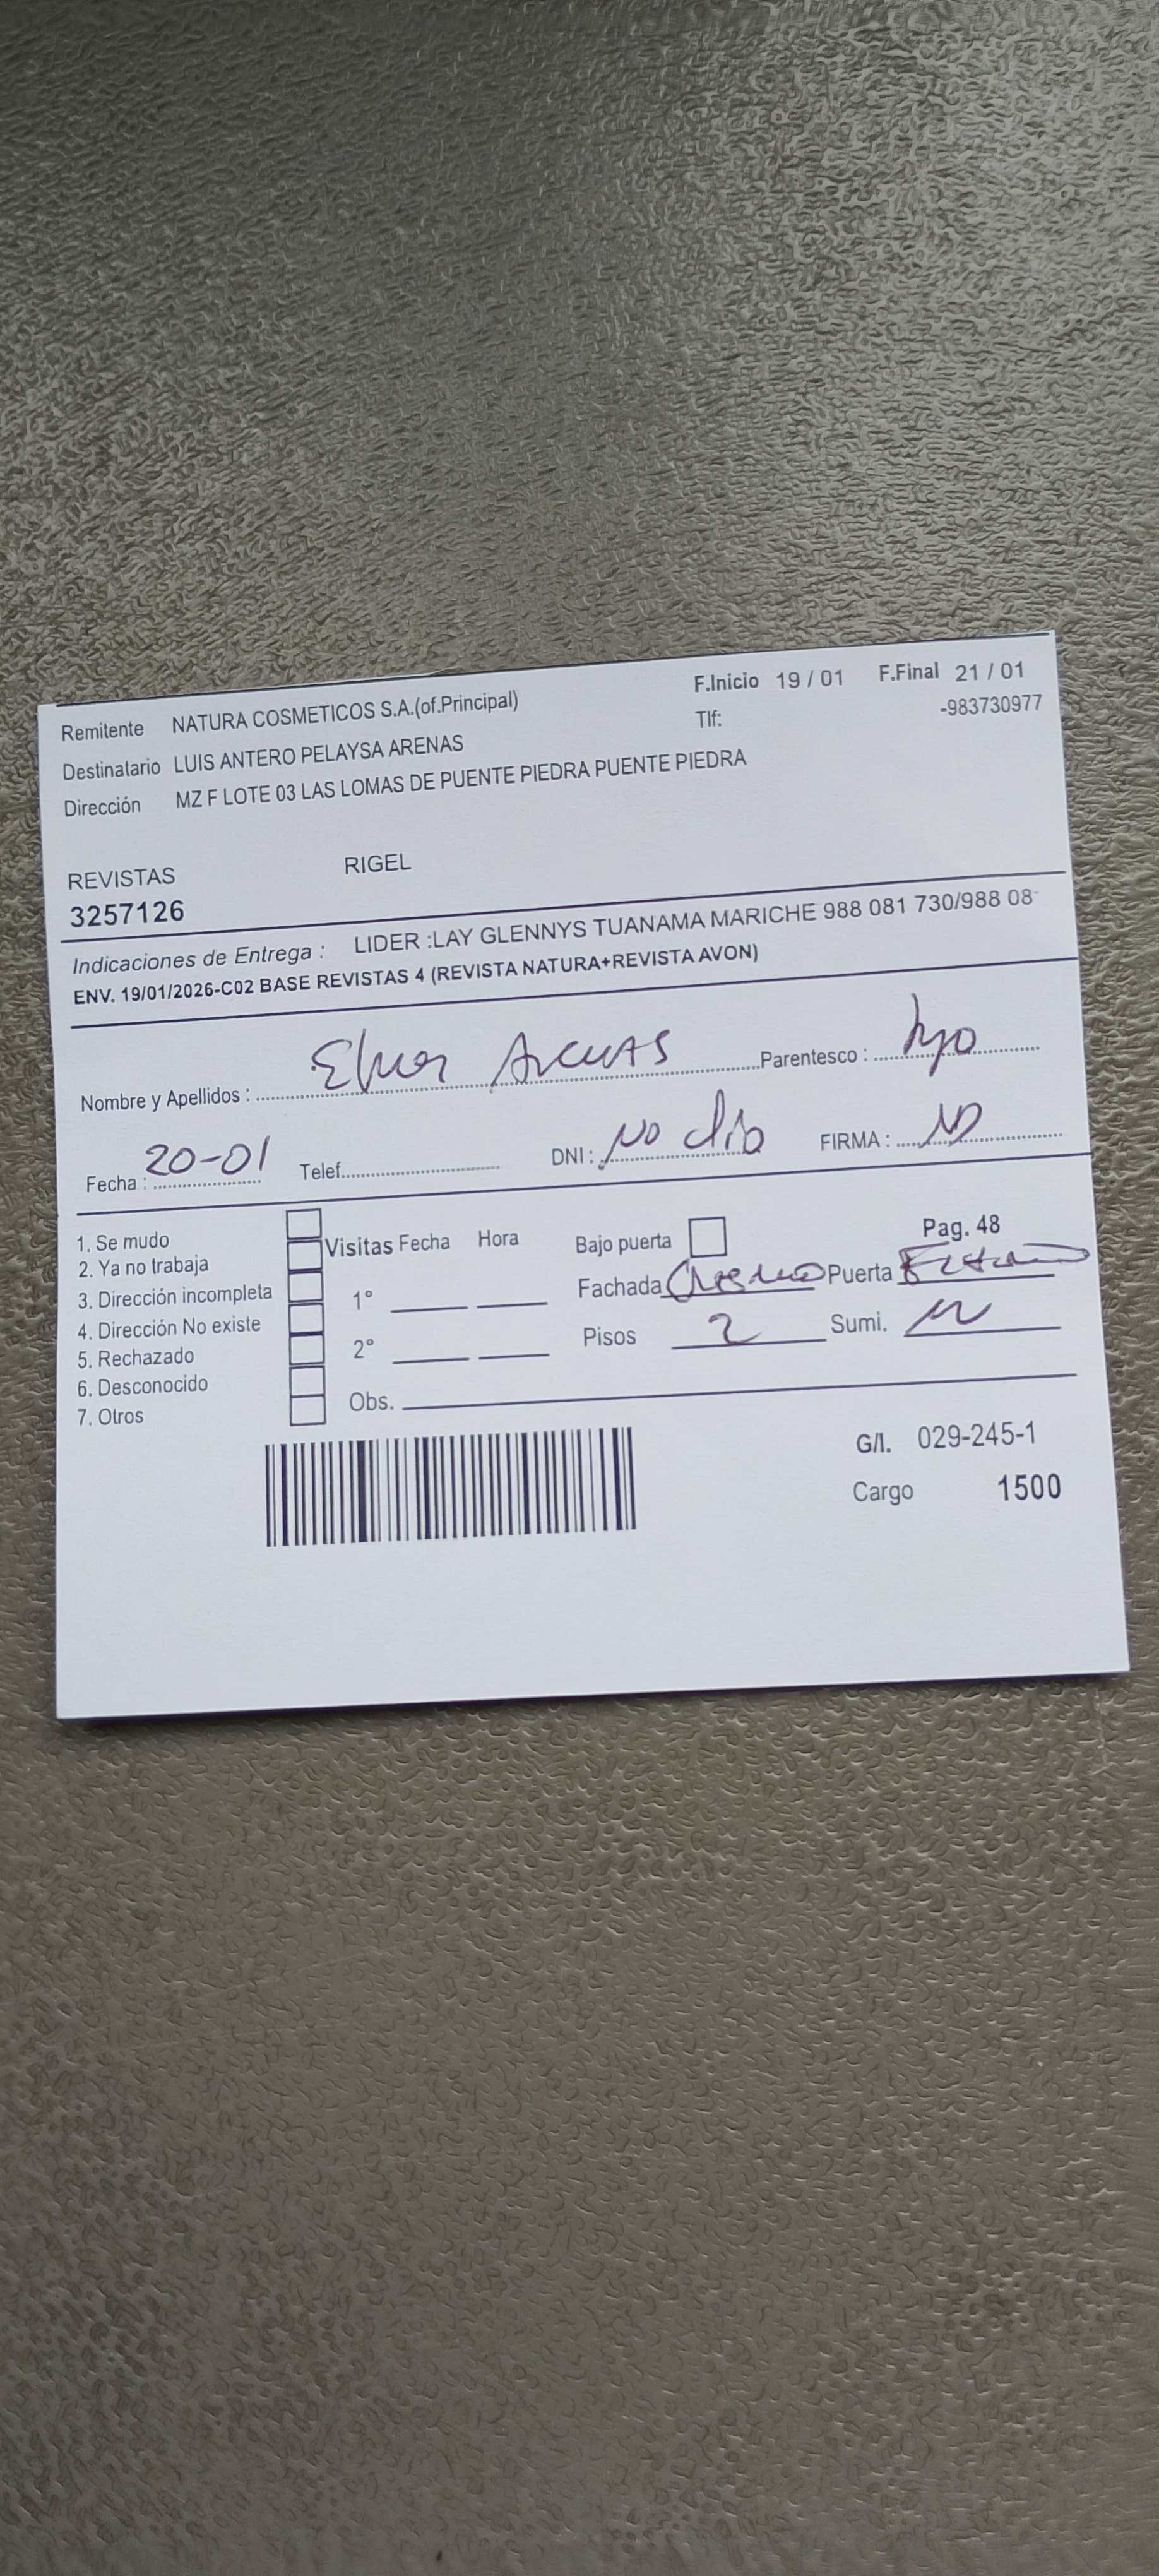 Remitente NATURA COSMETICOS S.A.(of.Principal) F.Inicio 19 / 01 F.Final 21 / 01
Destinatario LUIS ANTERO PELAYSA ARENAS Tlf: -983730977
Dirección MZ F LOTE 03 LAS LOMAS DE PUENTE PIEDRA PUENTE PIEDRA
REVISTAS RIGEL
3257126
Indicaciones de Entrega : LIDER :LAY GLENNYS TUANAMA MARICHE 988 081 730/988 08
ENV. 19/01/2026-C02 BASE REVISTAS 4 (REVISTA NATURA+REVISTA AVON)
Nombre y Apellidos : Arenas Parentesco : hijo
Fecha : 20-01 Telef. DNI : No dio FIRMA :
1. Se mudo
2. Ya no trabaja
3. Dirección incompleta
4. Dirección No existe
5. Rechazado
6. Desconocido
7. Otros
Visitas Fecha Hora
1°
2°
Obs.
Bajo puerta Pag. 48
Fachada Puerta
Pisos 2 Sumi.
G/l. 029-245-1
Cargo 1500